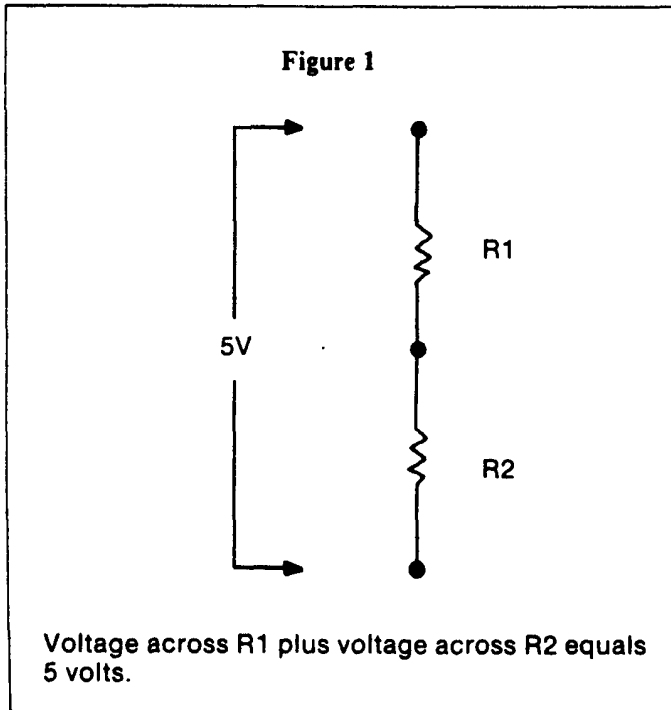 Figure 1
R1
5V
R2
Voltage across R1 plus voltage across R2 equals
5 volts.